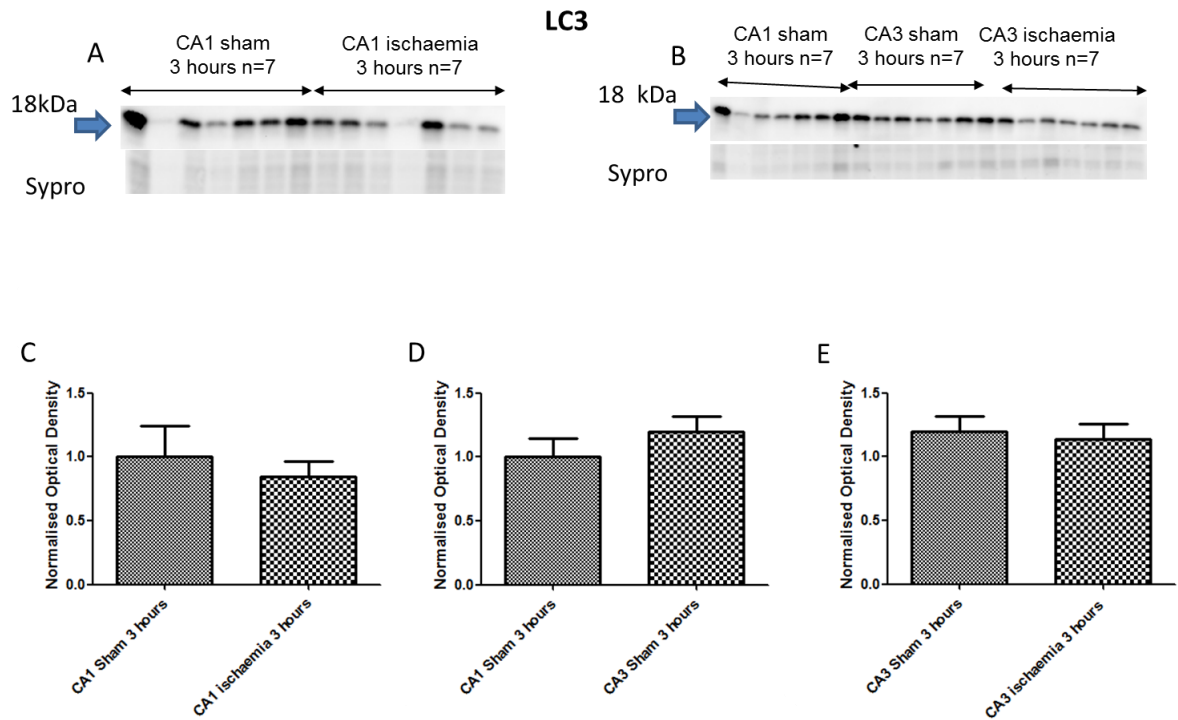 LC3
A
CA1 sham
3 hours n=7
CA1 ischaemia
3 hours n=7
18kDa
Sypro
B
CA1 sham
3 hours n=7
CA3 sham
3 hours n=7
CA3 ischaemia
3 hours n=7
18 kDa
Sypro
C
Normalised Optical Density
1.5
1.0
0.5
0.0
CA1 Sham 3 hours
CA1 ischaemia 3 hours
D
Normalised Optical Density
1.5
1.0
0.5
0.0
CA1 Sham 3 hours
CA3 Sham 3 hours
E
Normalised Optical Density
1.5
1.0
0.5
0.0
CA3 Sham 3 hours
CA3 ischaemia 3 hours